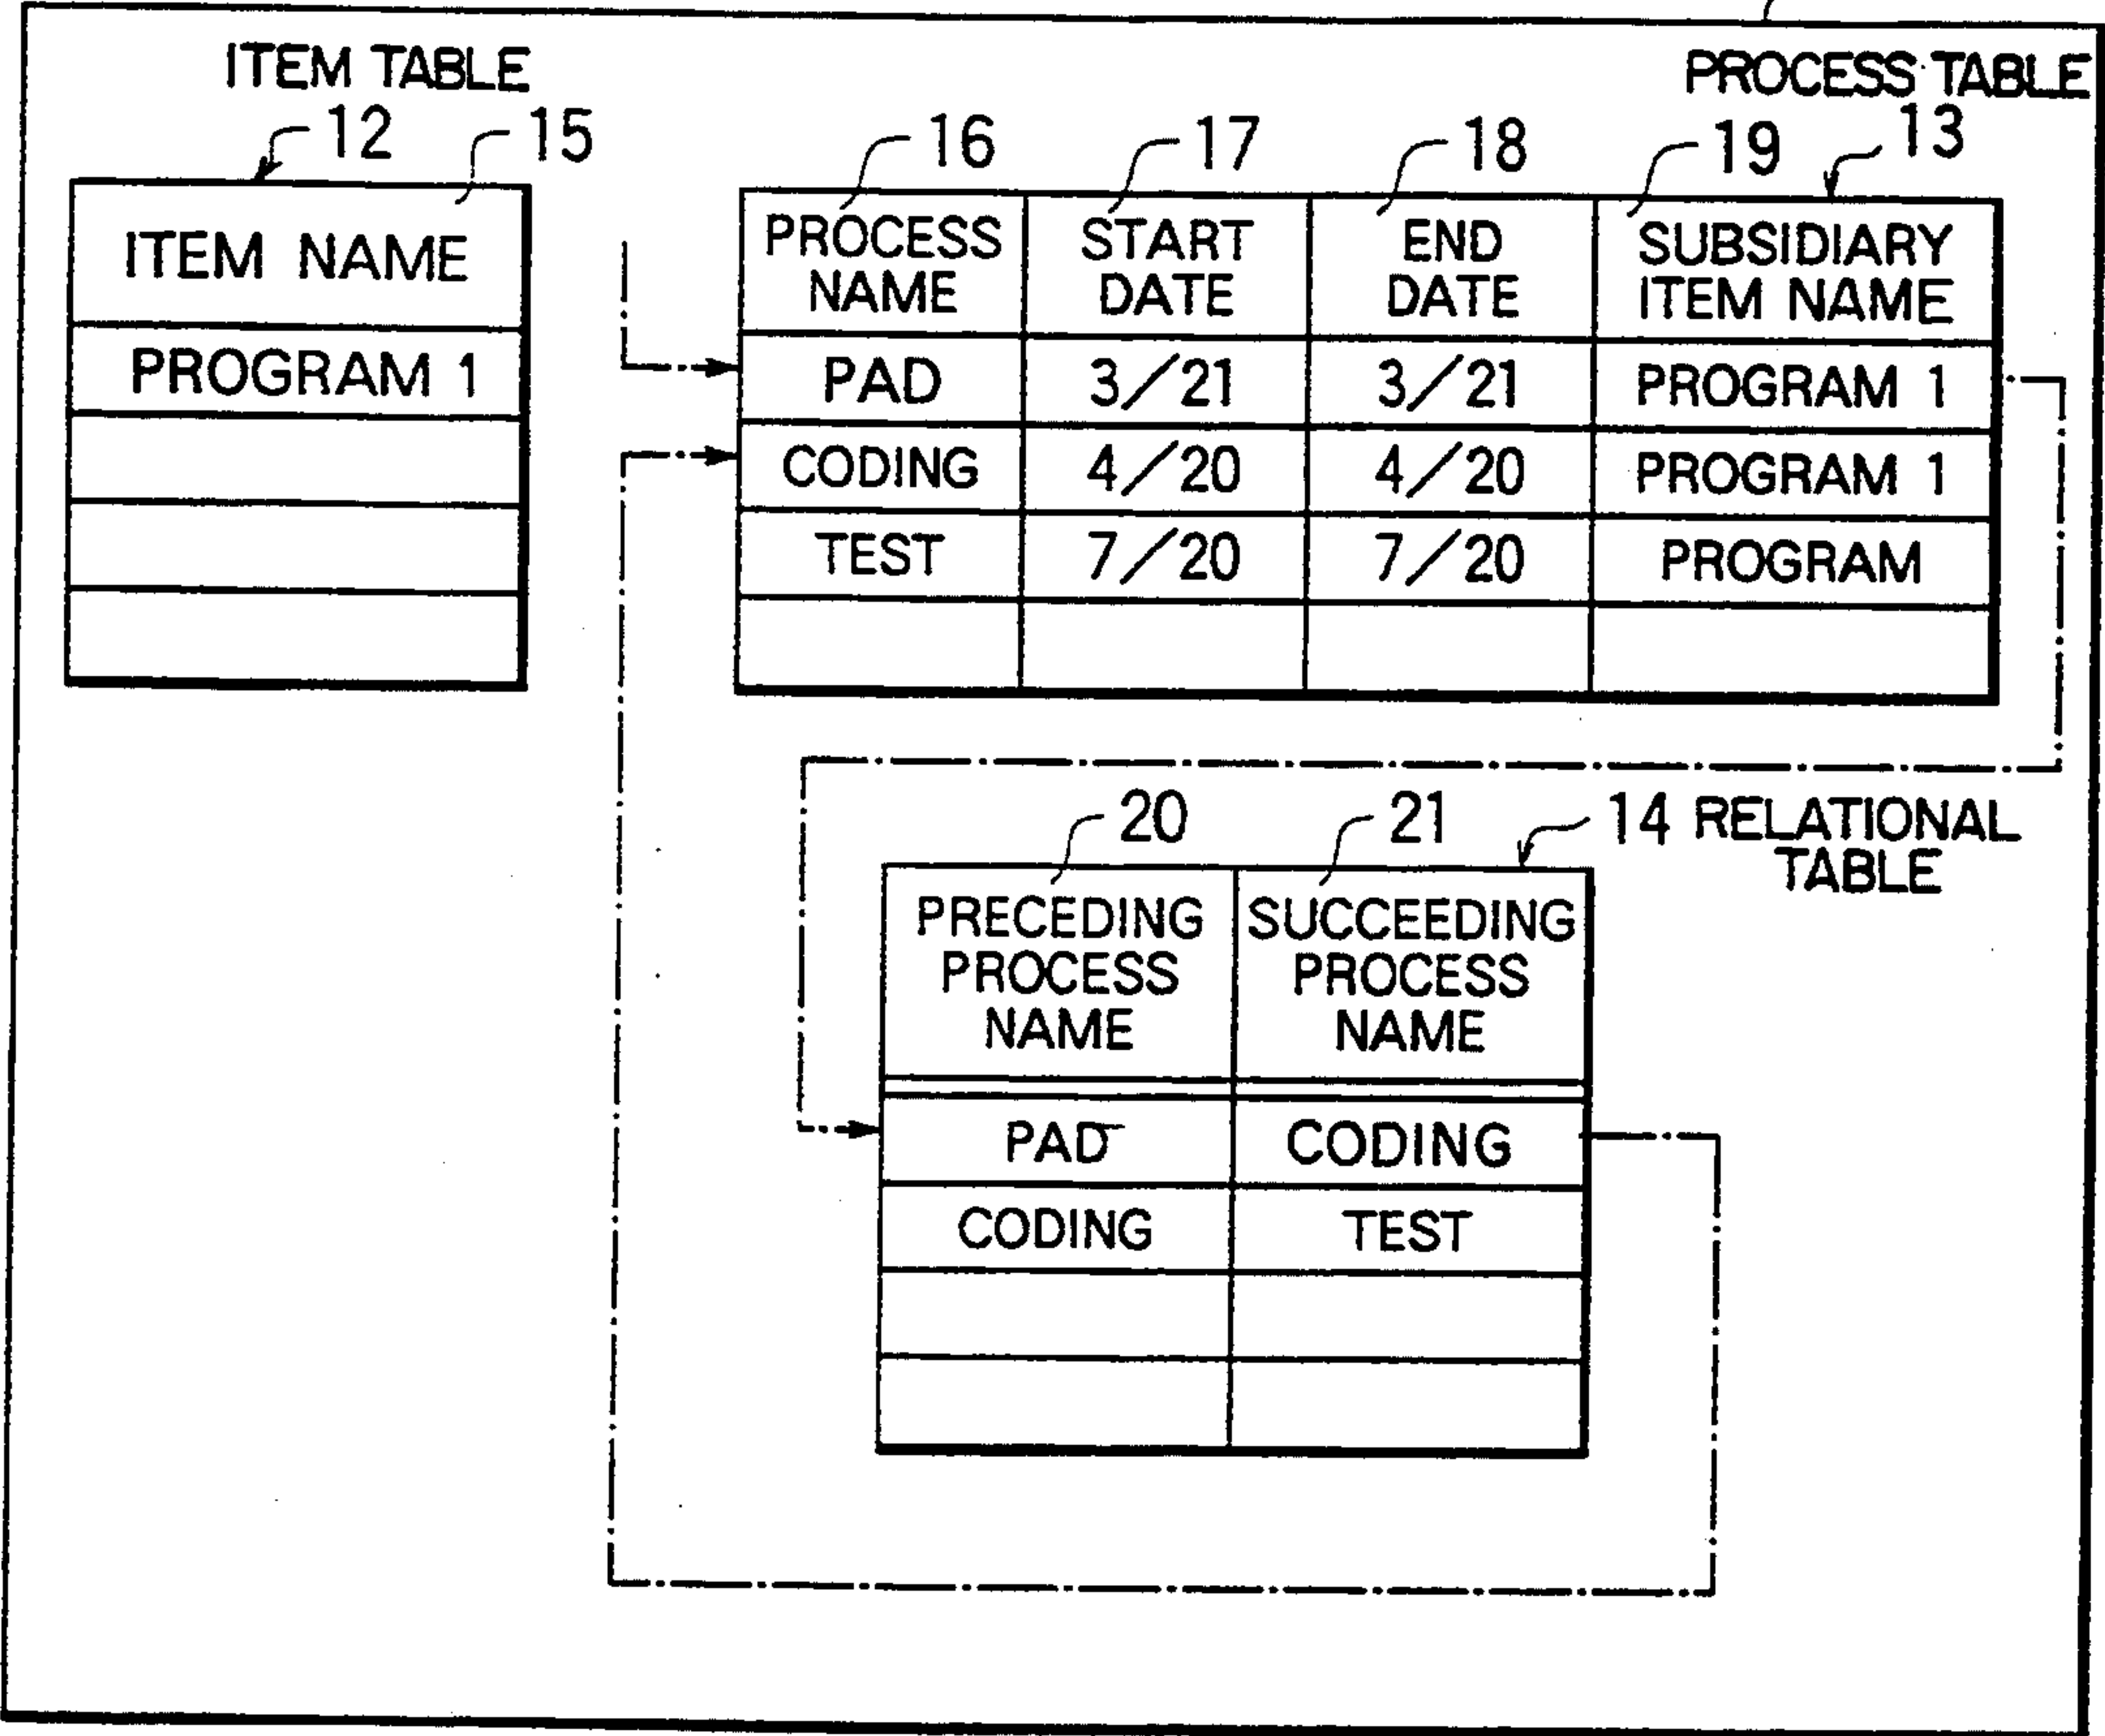 ITEM TABLE
12
15
ITEM NAME
PROGRAM 1
PROCESS TABLE
16
17
18
19
13
PROCESS NAME
START DATE
END DATE
SUBSIDIARY ITEM NAME
PAD 3/21 3/21 PROGRAM 1
CODING 4/20 4/20 PROGRAM 1
TEST 7/20 7/20 PROGRAM
20
21
14 RELATIONAL
TABLE
PRECEDING
PROCESS
NAME
SUCCEEDING
PROCESS
NAME
PAD CODING
CODING TEST